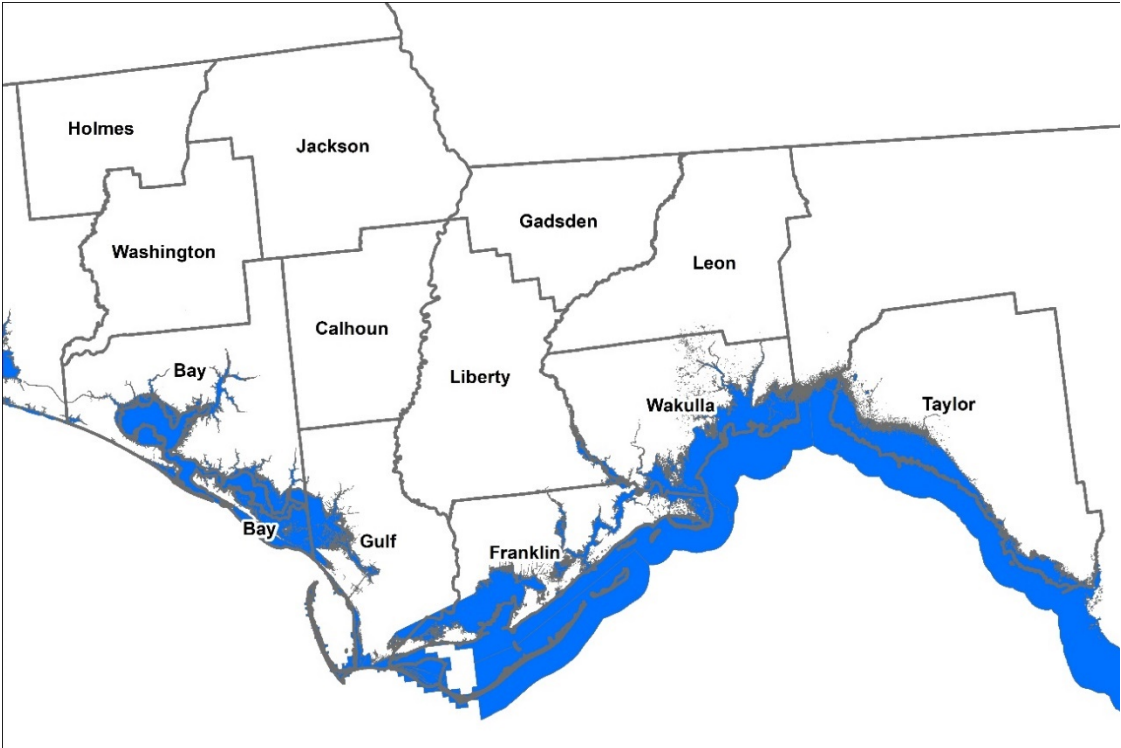 Holmes
Jackson
Gadsden
Washington
Leon
Calhoun
Bay
Liberty
Wakulla
Taylor
Bay
Gulf
Franklin